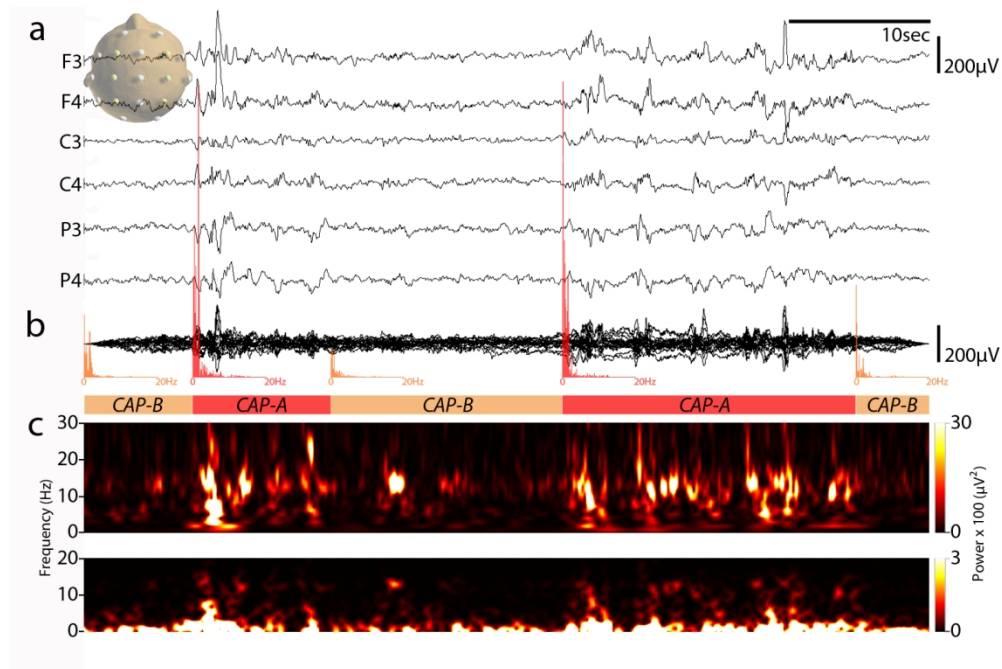 a
10sec
F3
200µV
F4
C3
C4
P3
P4
b
200µV
0 20Hz 0 20Hz 0 20Hz 0 20Hz 0 20Hz
CAP-B CAP-A CAP-B CAP-A CAP-B
c
30 30
20
10
0 0
20 3
10
0 0
Frequency (Hz)
Power x 100 (µV²)